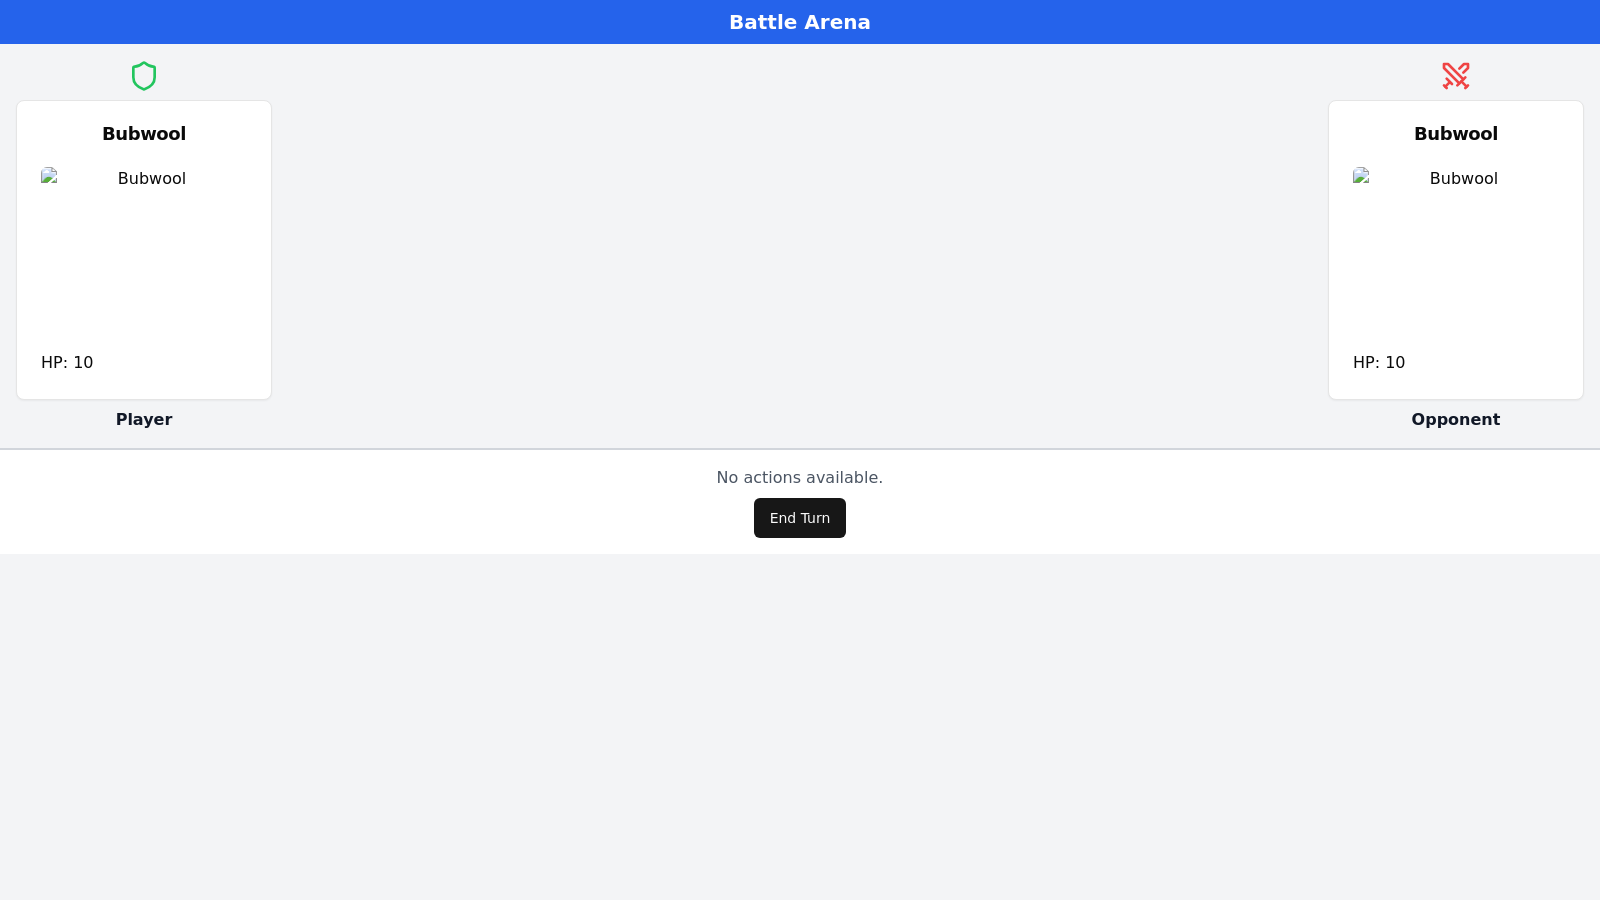 Battle Arena
Bubwool
Bubwool
HP: 10
Player
Bubwool
Bubwool
HP: 10
Opponent
No actions available.
End Turn